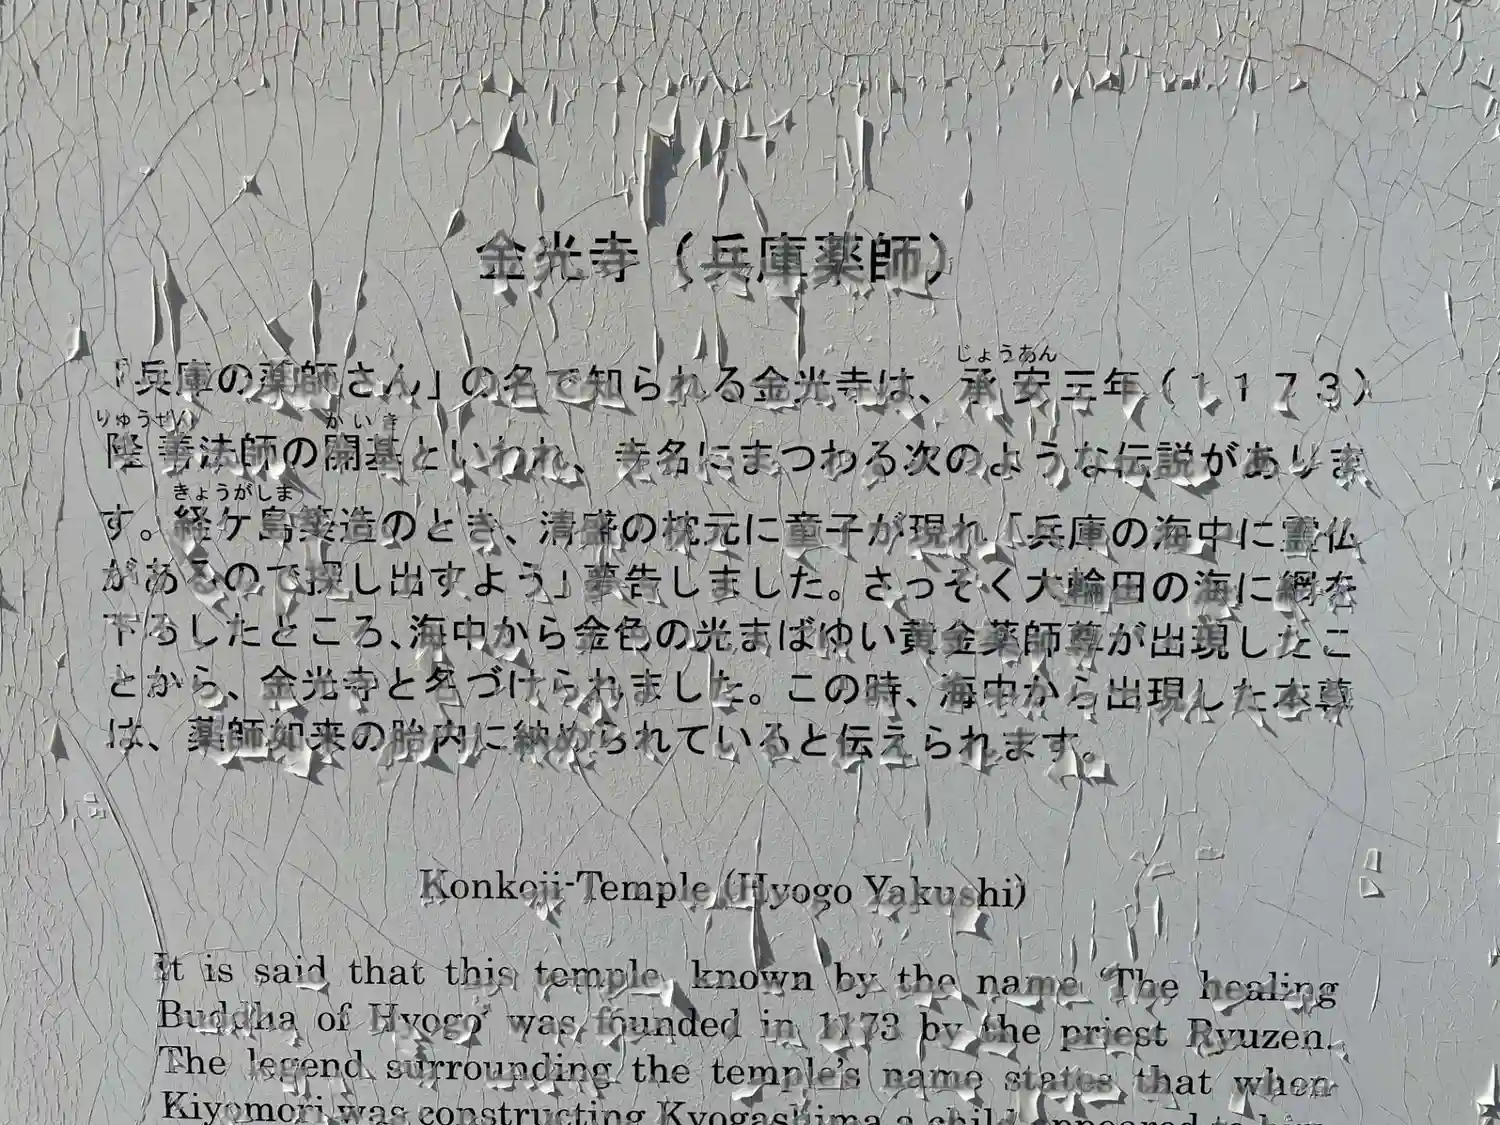 金光寺（兵庫薬師）
じょうあん
「兵庫の薬師さん」の名で知られる金光寺は、承安三年（１１７３）
りゅうぜん かいき
隆善法師の開基といわれ、寺名にまつわる次のような伝説がありま
きょうがしま
す。経ケ島築造のとき、清盛の枕元に童子が現れ「兵庫の海中に霊仏
があるので探し出すよう」夢告しました。さっそく大輪田の海に網を
下ろしたところ、海中から金色の光まばゆい黄金薬師尊が出現したこ
とから、金光寺と名づけられました。この時、海中から出現した本尊
は、薬師如来の胎内に納められていると伝えられます。
Konkoji-Temple (Hyogo Yakushi)
It is said that this temple, known by the name ‘The healing
Buddha of Hyogo’ was founded in 1173 by the priest Ryuzen.
The legend surrounding the temple's name states that when
Kiyomori was constructing Kyogashima a child appeared to him